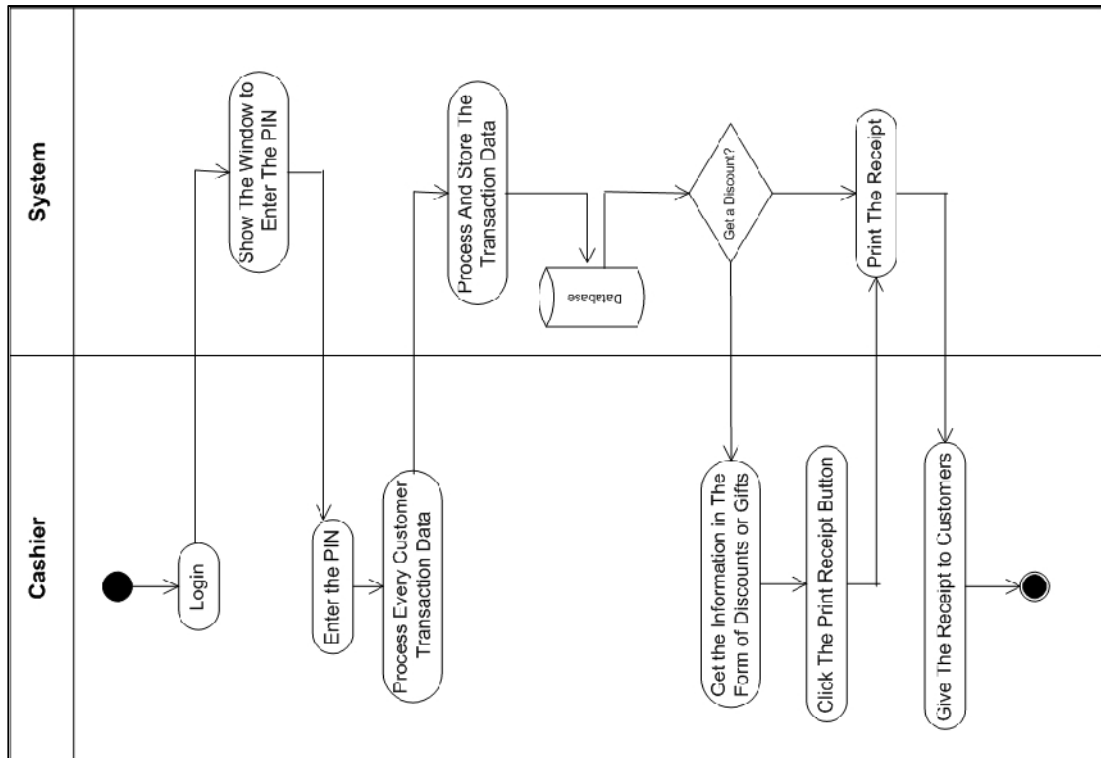 Cashier
System
Login
Show The Window to
Enter The PIN
Enter the PIN
Process Every Customer
Transaction Data
Process And Store The
Transaction Data
Database
Get a Discount?
Cet the Information in The
Form of Discounts or Gifts
Click The Print Receipt Button
Print The Receipt
Give The Receipt to Customers